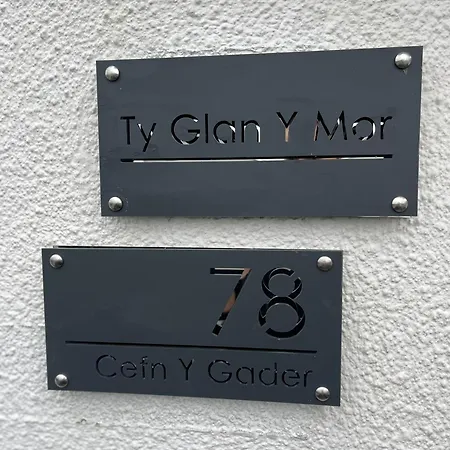 Ty Glan Y Mor
78
Cefn Y Gader